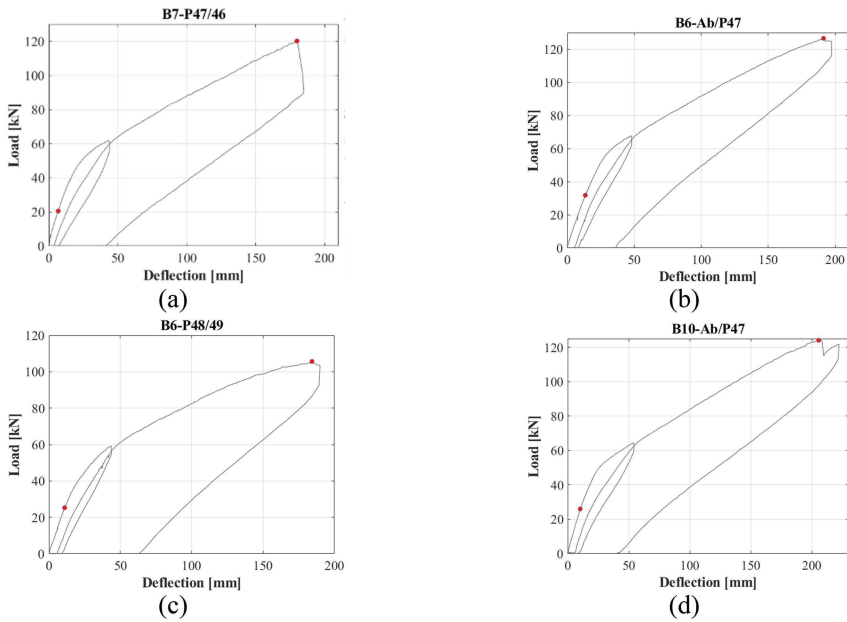 B7-P47/46
120
100
80
60
40
20
0
Load [kN]
0 50 100 150 200
Deflection [mm]
(a)
B6-Ab/P47
120
100
80
60
40
20
0
Load [kN]
0 50 100 150 200
Deflection [mm]
(b)
B6-P48/49
120
100
80
60
40
20
0
Load [kN]
0 50 100 150 200
Deflection [mm]
(c)
B10-Ab/P47
120
100
80
60
40
20
0
Load [kN]
0 50 100 150 200
Deflection [mm]
(d)